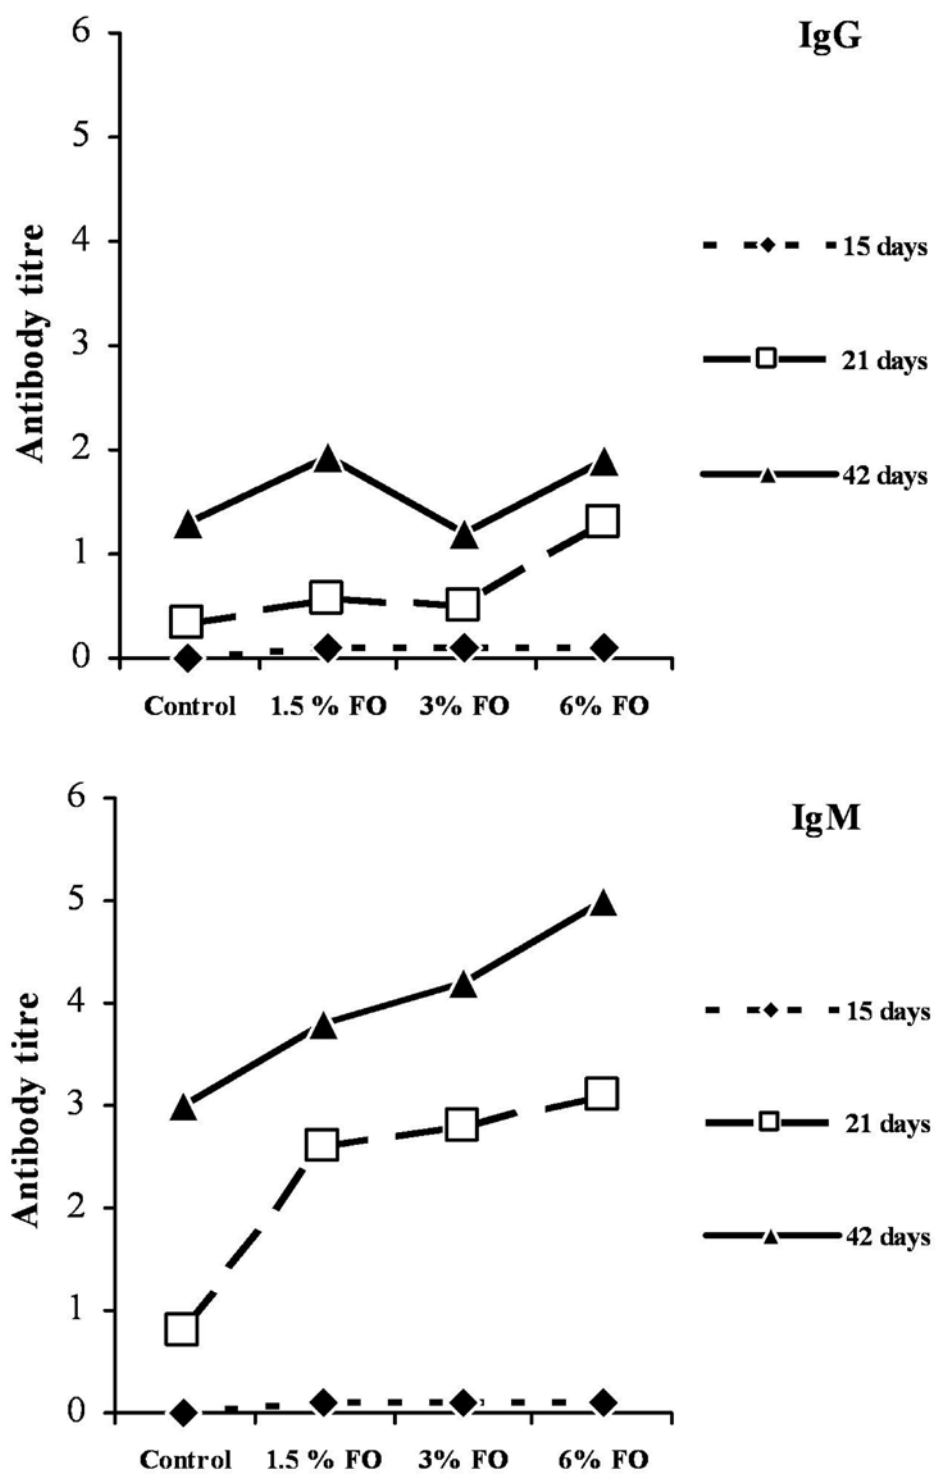 IgG
6
5
4
3
2
1
0
Antibody titre
15 days
21 days
42 days
Control 1.5 % FO 3% FO 6% FO
IgM
6
5
4
3
2
1
0
Antibody titre
15 days
21 days
42 days
Control 1.5 % FO 3% FO 6% FO